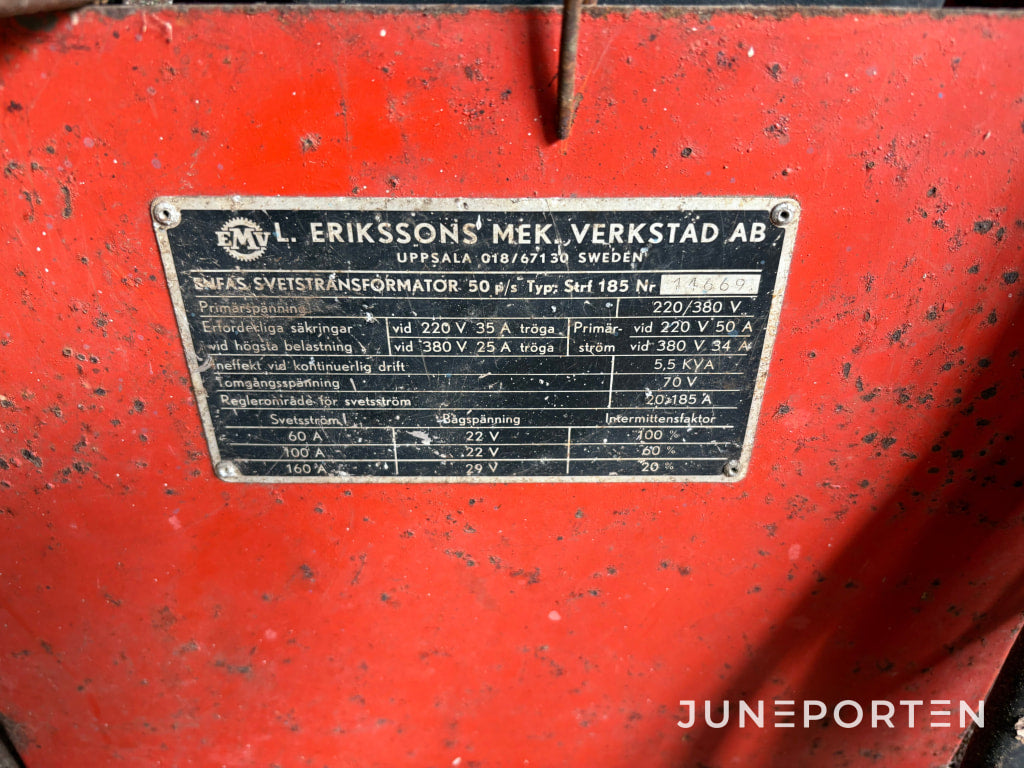 EMV L. ERIKSSONS MEK. VERKSTAD AB
UPPSALA 018/67130 SWEDEN
ENFAS SVETSTRANSFORMATOR 50 p/s Typ: Strf 185 Nr 11669
Primärspänning 220/380 V
Erforderliga säkringar vid 220 V 35 A tröga Primär- vid 220 V 50 A
vid högsta belastning vid 380 V 25 A tröga ström vid 380 V 34 A
Ineffekt vid kontinuerlig drift 5,5 KVA
Tomgångsspänning 70 V
Reglerområde för svetsström 20-185 A
Svetsström Bågspänning Intermittensfaktor
60 A 22 V 100 %
100 A 22 V 60 %
160 A 29 V 20 %
JUNEPORTEN